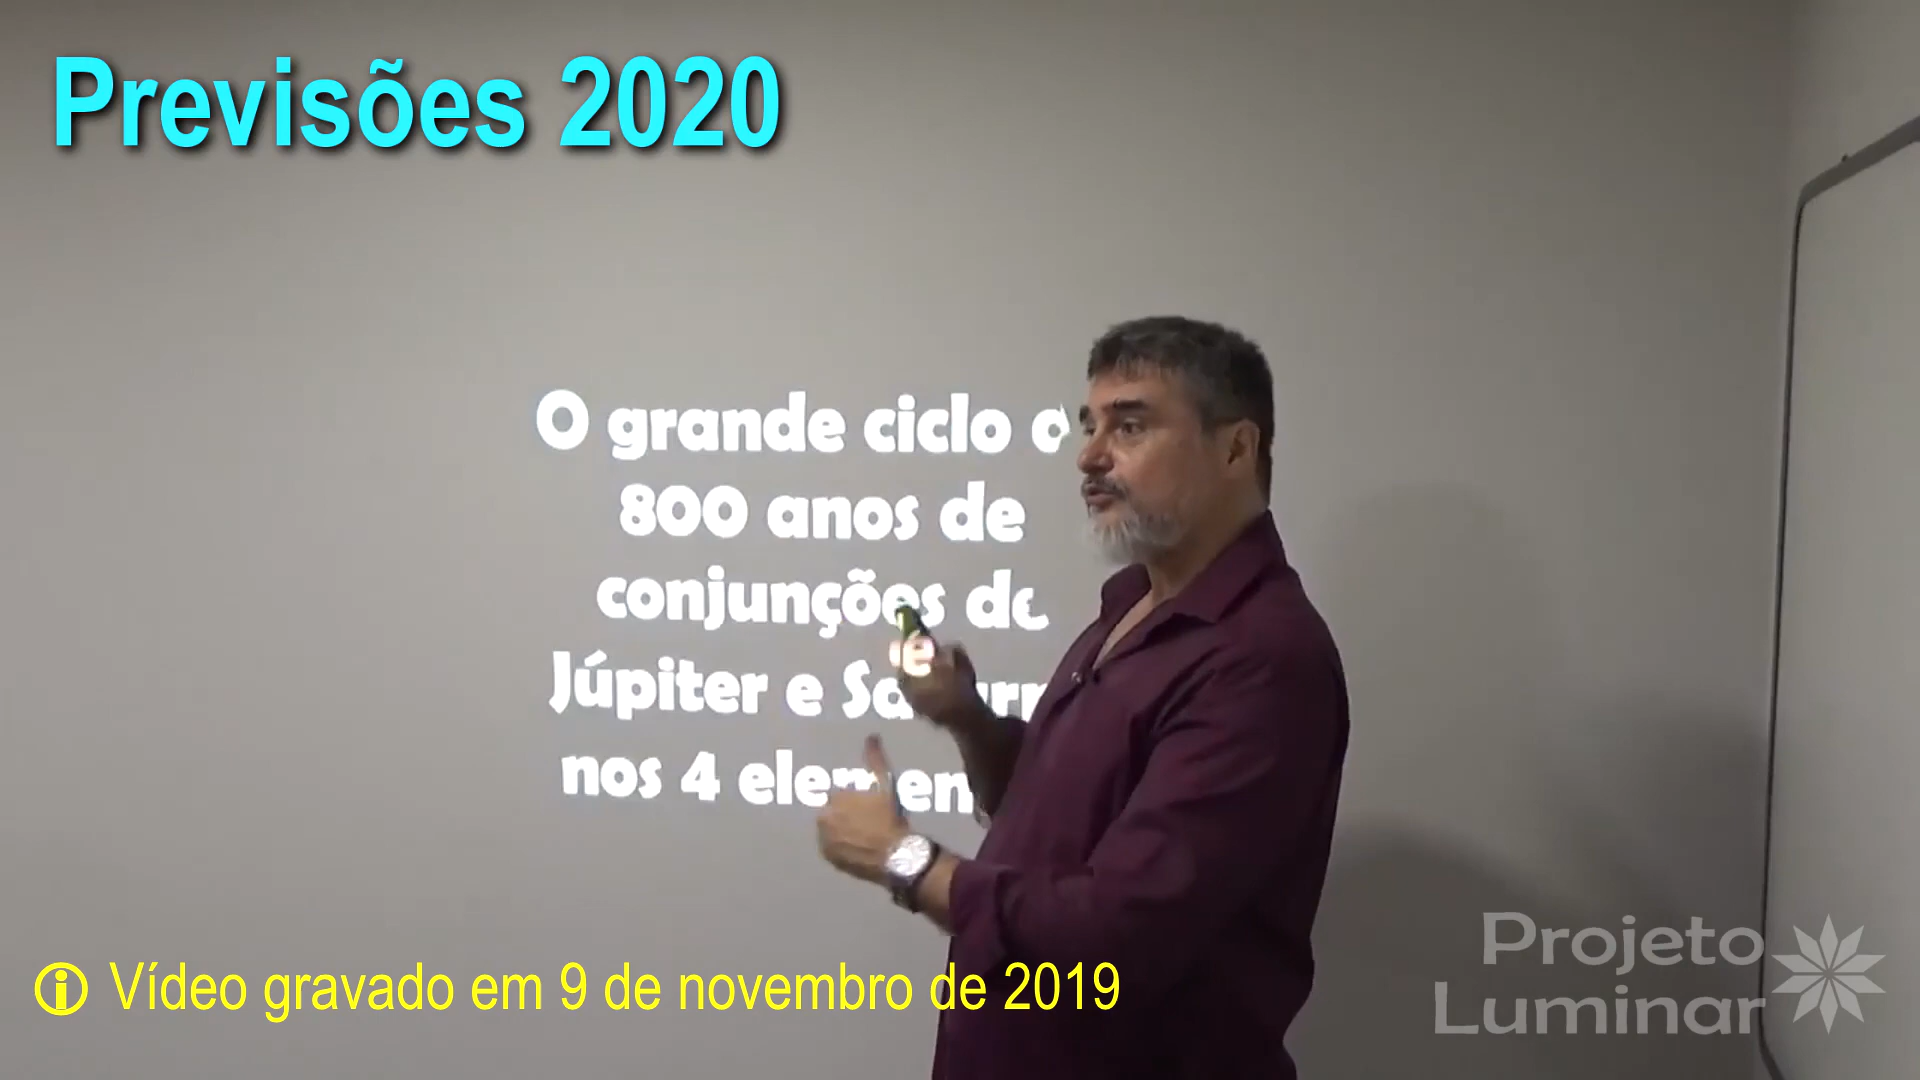 Previsões 2020
O grande ciclo
800 anos de
conjunções de
Júpiter e
nos 4
Vídeo gravado em 9 de novembro de 2019
Projeto
Luminar